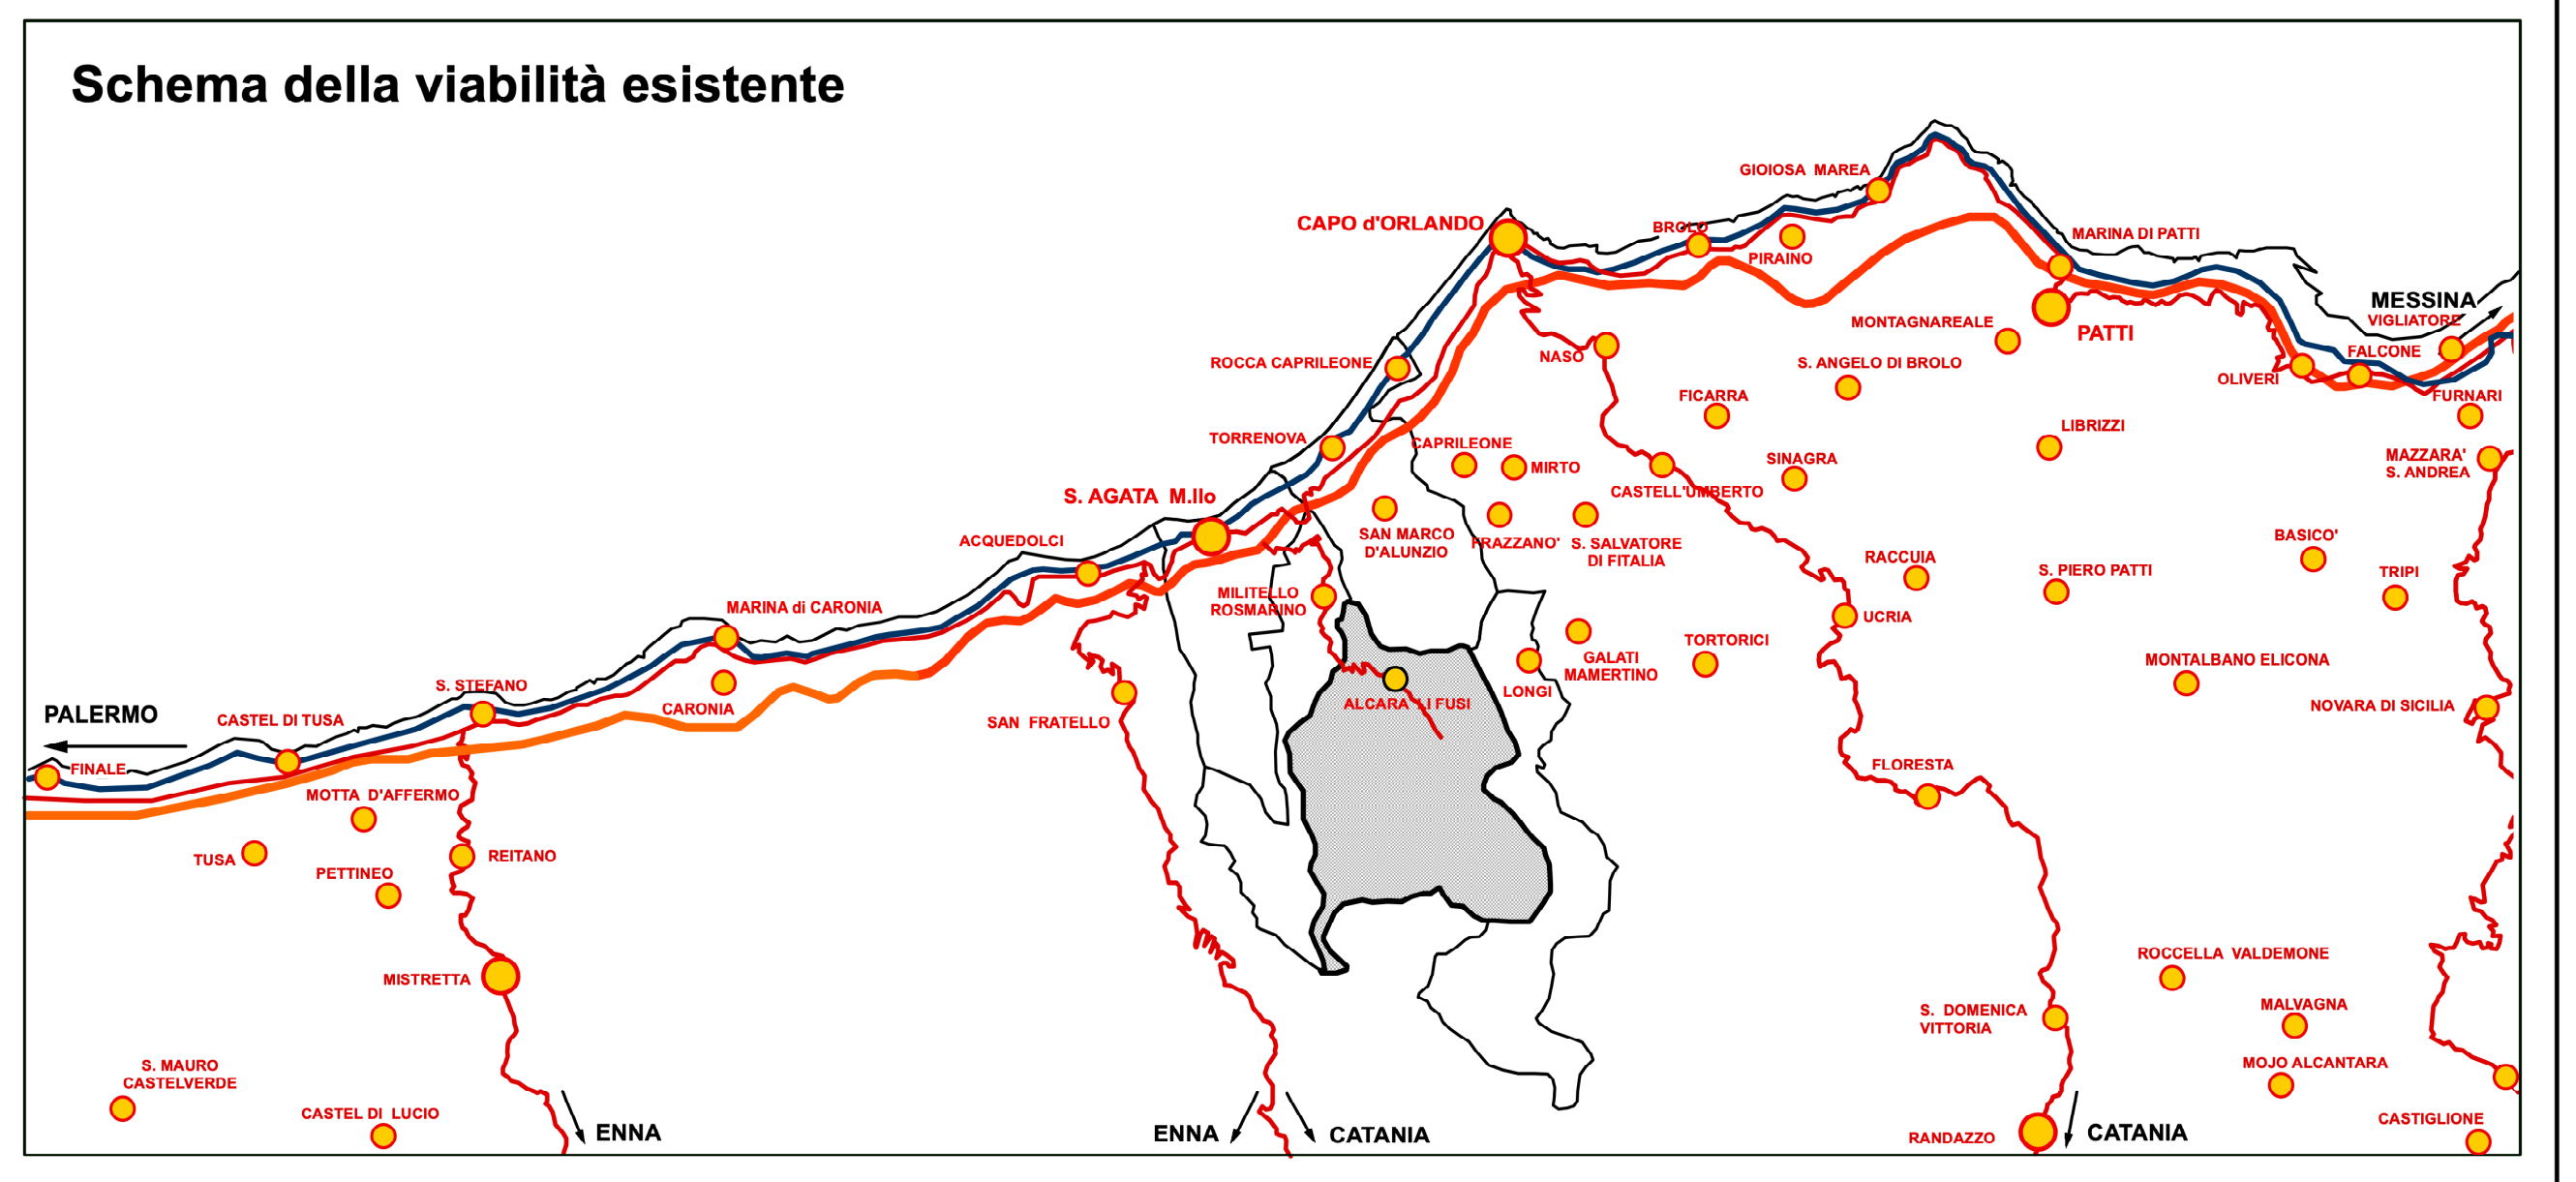 Schema della viabilità esistente
GIOIOSA MAREA
CAPO d'ORLANDO
BROLO
MARINA DI PATTI
PIRAINO
MESSINA
VIGLIATORE
MONTAGNAREALE
PATTI
ROCCA CAPRILEONE
NASO
S. ANGELO DI BROLO
FALCONE
OLIVERI
FICARRA
FURNARI
TORRENOVA
CAPRILEONE
LIBRIZZI
MIRTO
SINAGRA
MAZZARA'
S. ANDREA
S. AGATA M.llo
CASTELL'UMBERTO
ACQUEDOLCI
SAN MARCO
D'ALUNZIO
FRAZZANO'
S. SALVATORE
DI FITALIA
BASICO'
RACCUIA
S. PIERO PATTI
TRIPI
MARINA di CARONIA
MILITELLO
ROSMARINO
UCRIA
TORTORICI
GALATI
MAMERTINO
MONTALBANO ELICONA
S. STEFANO
LONGI
CARONIA
ALCARA LI FUSI
NOVARA DI SICILIA
PALERMO
CASTEL DI TUSA
SAN FRATELLO
FINALE
FLORESTA
MOTTA D'AFFERMO
TUSA
REITANO
PETTINEO
MISTRETTA
ROCCELLA VALDEMONE
S. DOMENICA
VITTORIA
MALVAGNA
S. MAURO
CASTELVERDE
MOJO ALCANTARA
CASTEL DI LUCIO
ENNA
ENNA
CATANIA
RANDAZZO
CATANIA
CASTIGLIONE